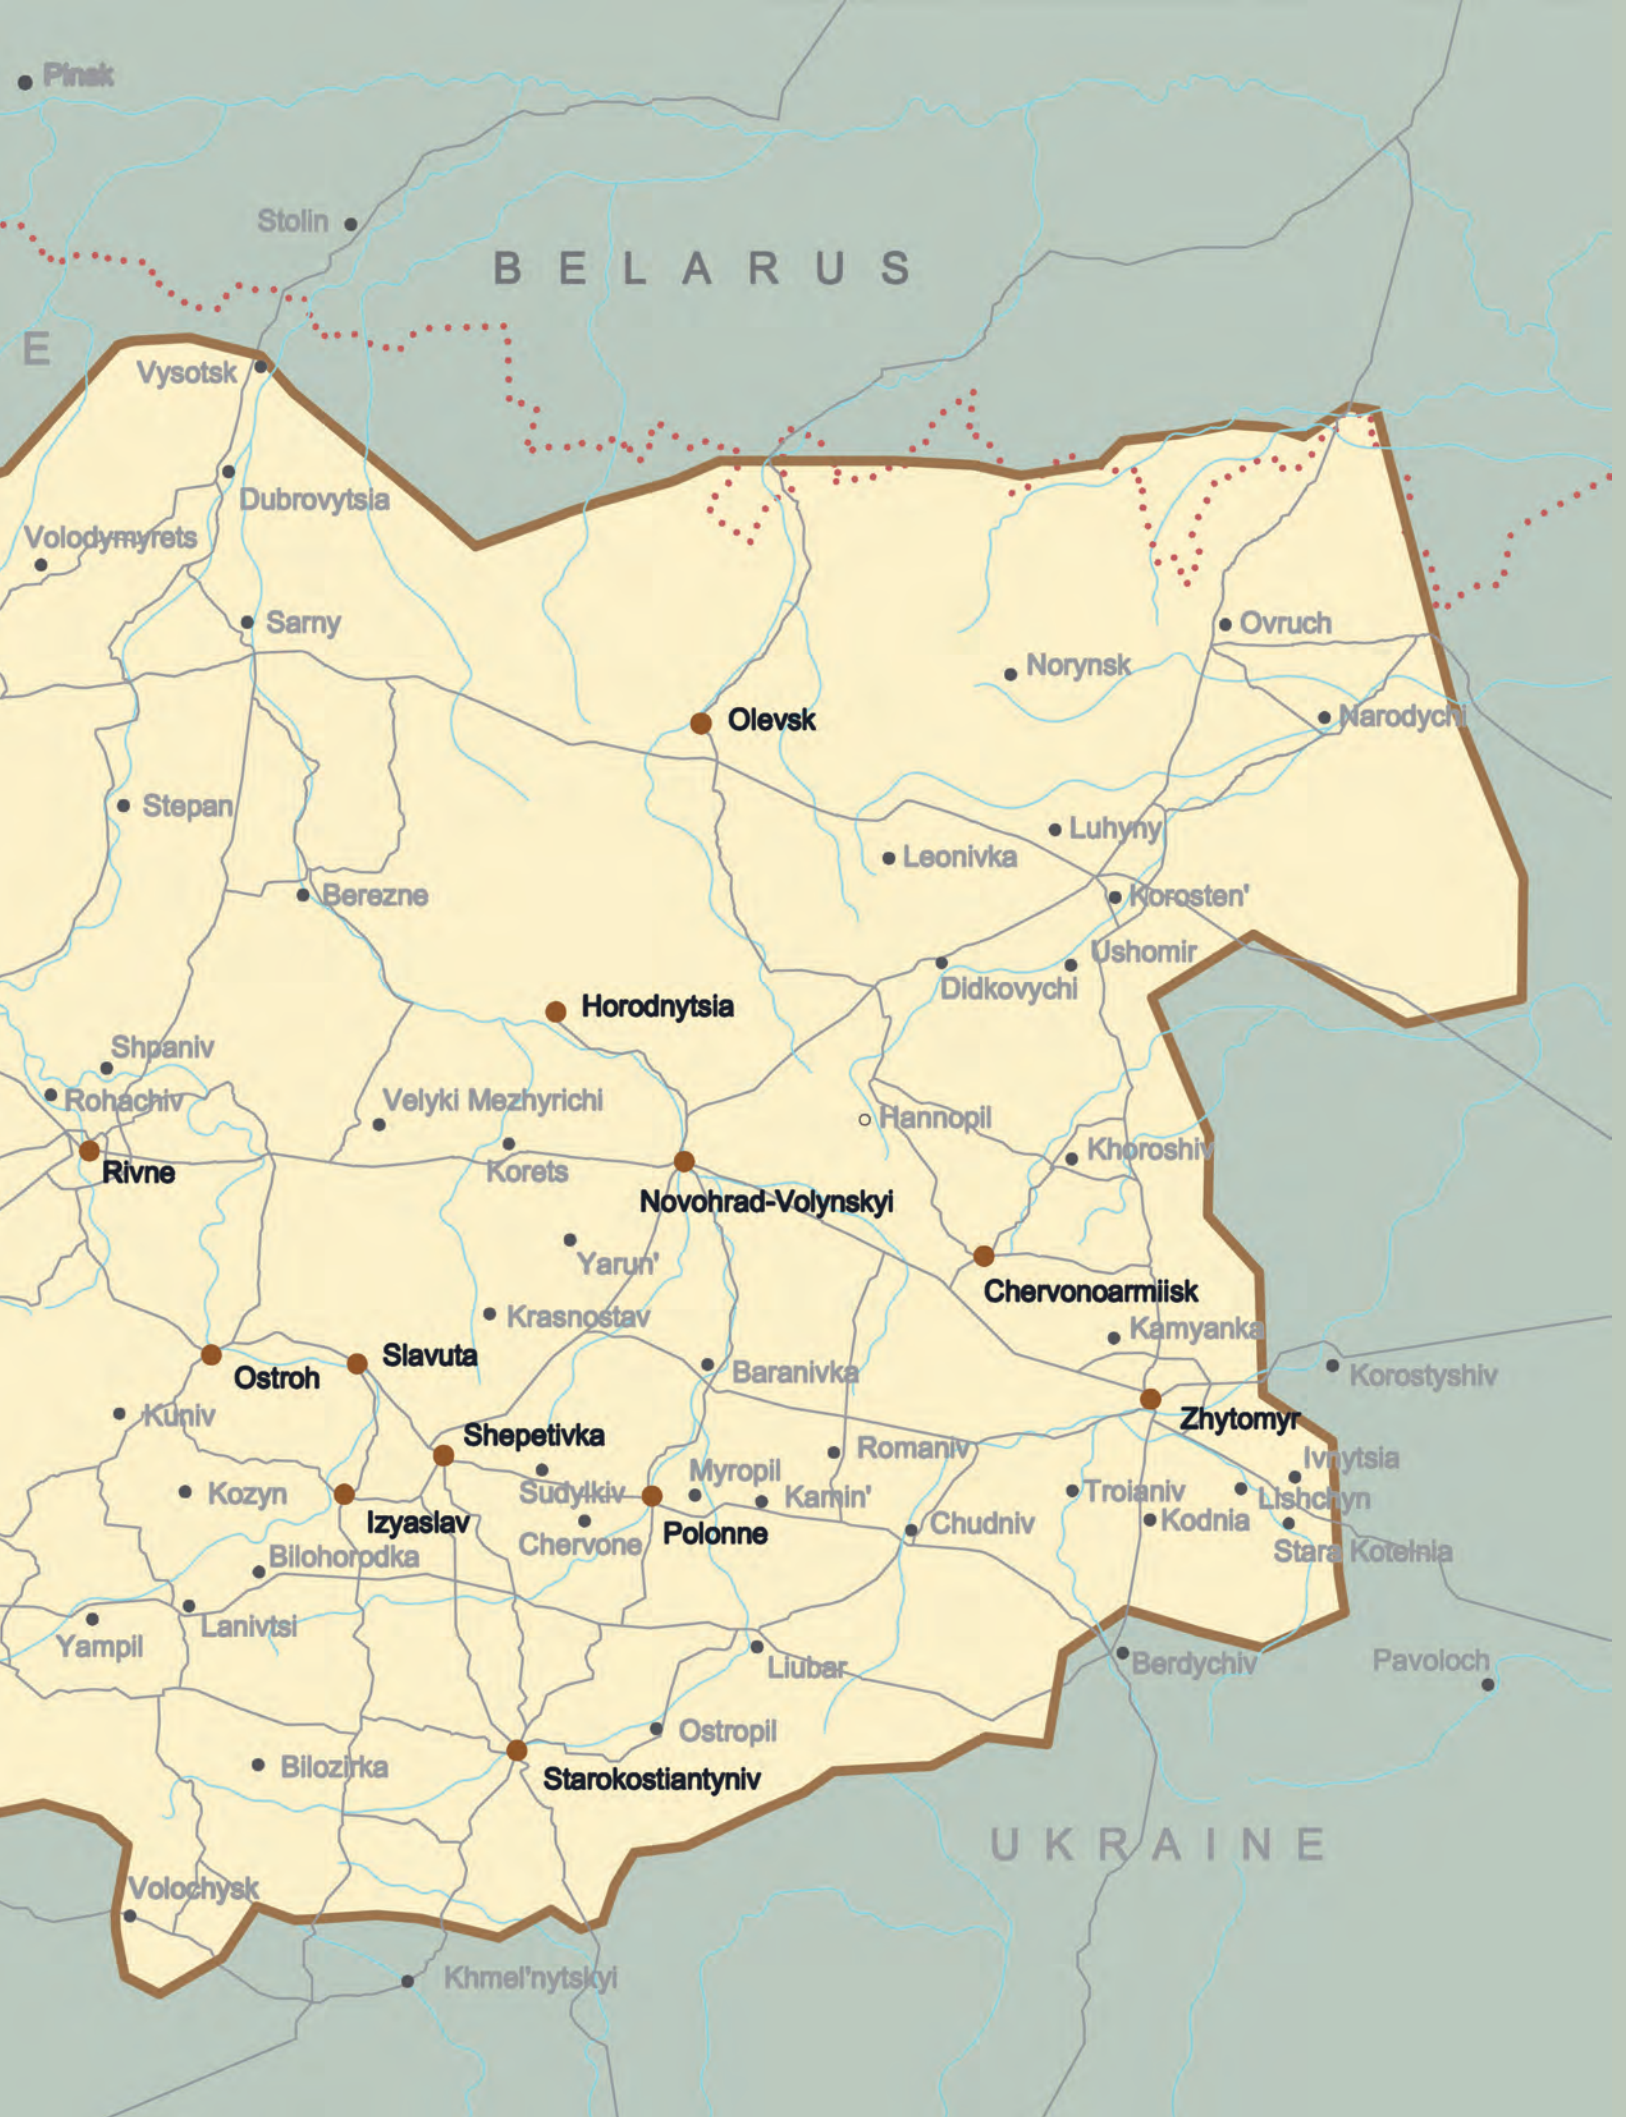 Pinsk
Stolin
BELARUS
E
Vysotsk
Dubrovytsia
Volodymyrets
Sarny
Ovruch
Norynsk
Olevsk
Narodychi
Stepan
Luhyny
Leonivka
Berezne
Korosten'
Ushomir
Didkovychi
Horodnytsia
Shpaniv
Rohachiv
Velyki Mezhyrichi
Hannopil
Khoroshiv
Rivne
Korets
Novohrad-Volynskyi
Yarun'
Chervonoarmiisk
Krasnostav
Kamyanka
Slavuta
Ostroh
Baranivka
Korostyshiv
Kuniv
Zhytomyr
Shepetivka
Romaniv
Ivnytsia
Myropil
Kozyn
Sudylkiv
Kamin'
Troianiv
Lishchyn
Izyaslav
Polonne
Chudniv
Kodnia
Chervone
Stara Kotelnia
Bilohorodka
Lanivtsi
Yampil
Liubar
Berdychiv
Pavoloch
Ostropil
Bilozirka
Starokostiantyniv
UKRAINE
Volochysk
Khmel'nytskyi